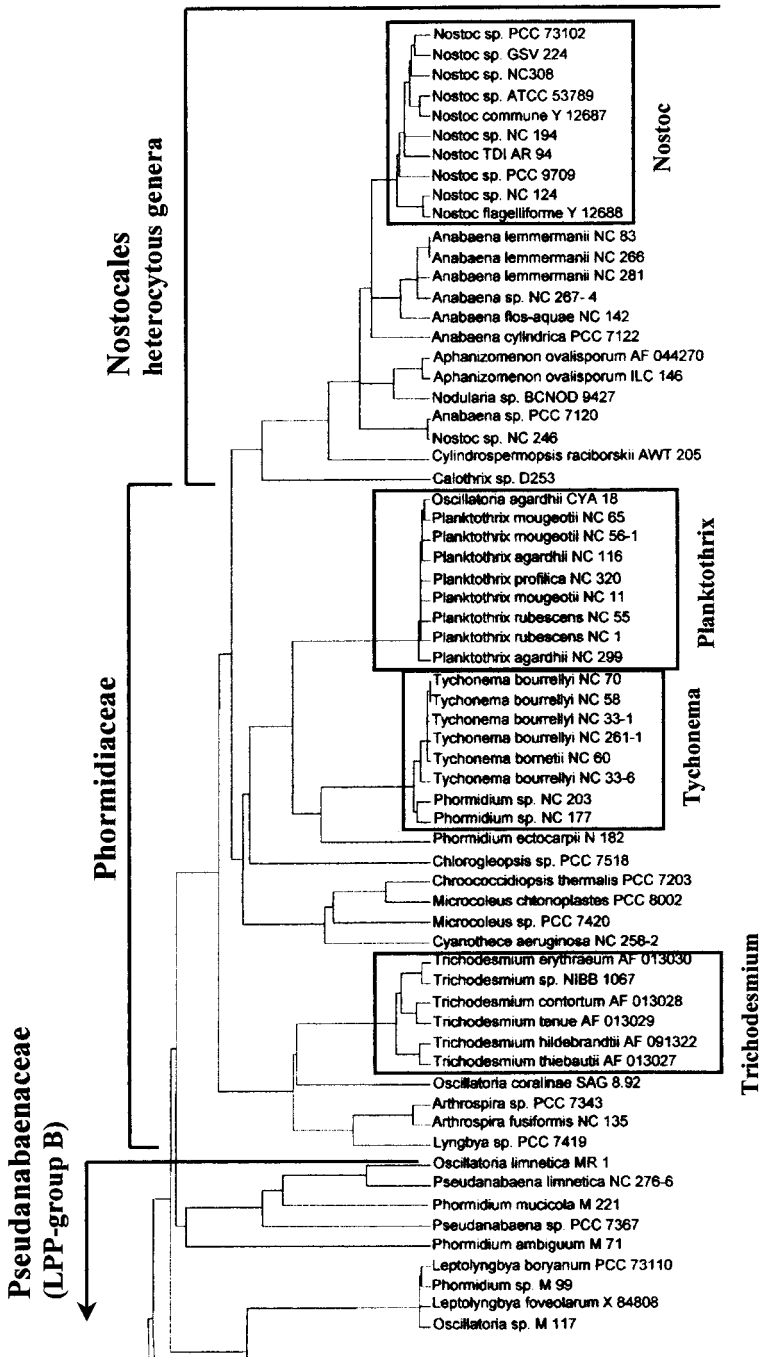 Nostocales
heterocytous genera
Nostoc sp. PCC 73102
Nostoc sp. GSV 224
Nostoc sp. NC308
Nostoc sp. ATCC 53789
Nostoc commune Y 12687
Nostoc sp. NC 194
Nostoc TDI AR 94
Nostoc sp. PCC 9709
Nostoc sp. NC 124
Nostoc flagelliforme Y 12688
Nostoc
Anabaena lemmermanii NC 83
Anabaena lemmermanii NC 266
Anabaena lemmermanii NC 281
Anabaena sp. NC 267- 4
Anabaena flos-aquae NC 142
Anabaena cylindrica PCC 7122
Aphanizomenon ovalisporum AF 044270
Aphanizomenon ovalisporum ILC 146
Nodularia sp. BCNOD 9427
Anabaena sp. PCC 7120
Nostoc sp. NC 246
Cylindrospermopsis raciborskii AWT 205
Calothrix sp. D253
Phormidiaceae
Oscillatoria agardhii CYA 18
Planktothrix mougeotii NC 65
Planktothrix mougeotii NC 56-1
Planktothrix agardhii NC 116
Planktothrix profilica NC 320
Planktothrix mougeotii NC 11
Planktothrix rubescens NC 55
Planktothrix rubescens NC 1
Planktothrix agardhii NC 299
Planktothrix
Tychonema bourrellyi NC 70
Tychonema bourrellyi NC 58
Tychonema bourrellyi NC 33-1
Tychonema bourrellyi NC 261-1
Tychonema bornetii NC 60
Tychonema bourrellyi NC 33-6
Phormidium sp. NC 203
Phormidium sp. NC 177
Tychonema
Phormidium ectocarpii N 182
Chlorogleopsis sp. PCC 7518
Chroococcidiopsis thermalis PCC 7203
Microcoleus chtonoplastes PCC 8002
Microcoleus sp. PCC 7420
Cyanothece aeruginosa NC 258-2
Trichodesmium erythraeum AF 013030
Trichodesmium sp. NIBB 1067
Trichodesmium contortum AF 013028
Trichodesmium tenue AF 013029
Trichodesmium hildebrandtii AF 091322
Trichodesmium thiebautii AF 013027
Trichodesmium
Oscillatoria coralinae SAG 8.92
Arthrospira sp. PCC 7343
Arthrospira fusiformis NC 135
Lyngbya sp. PCC 7419
Pseudanabaenaceae
(LPP-group B)
Oscillatoria limnetica MR 1
Pseudanabaena limnetica NC 276-6
Phormidium mucicola M 221
Pseudanabaena sp. PCC 7367
Phormidium ambiguum M 71
Leptolyngbya boryanum PCC 73110
Phormidium sp. M 99
Leptolyngbya foveolarum X 84808
Oscillatoria sp. M 117